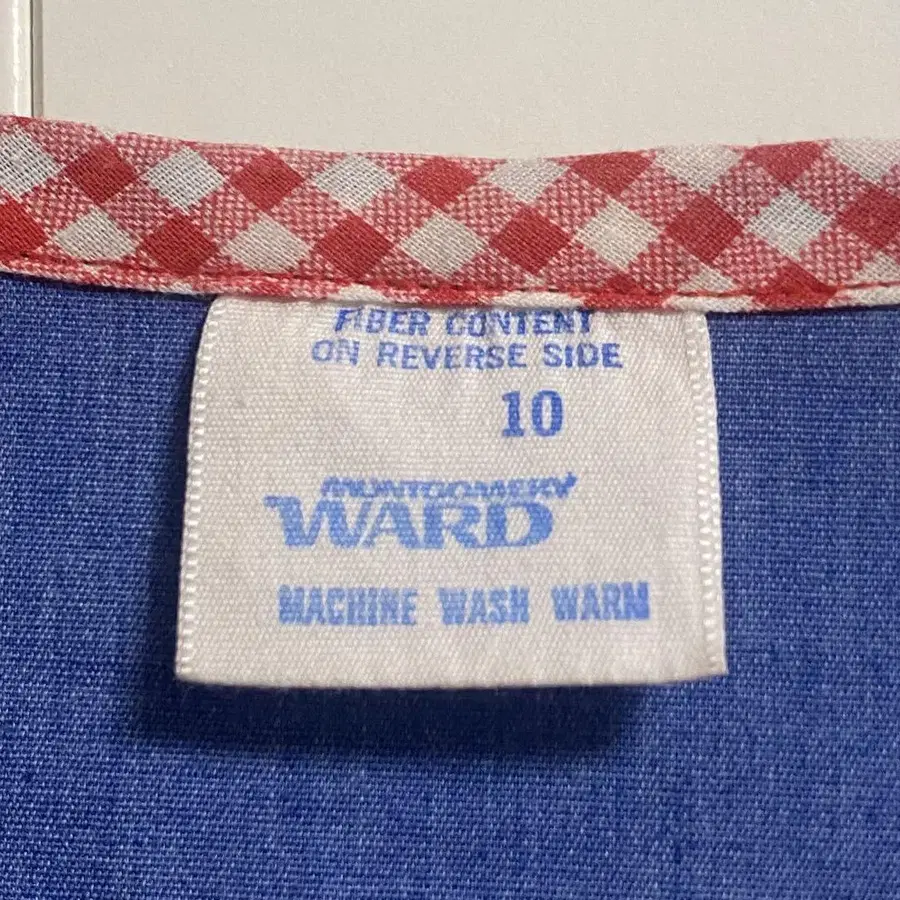 FIBER CONTENT
ON REVERSE SIDE
10
MONTGOMERY
WARD
MACHINE WASH WARM